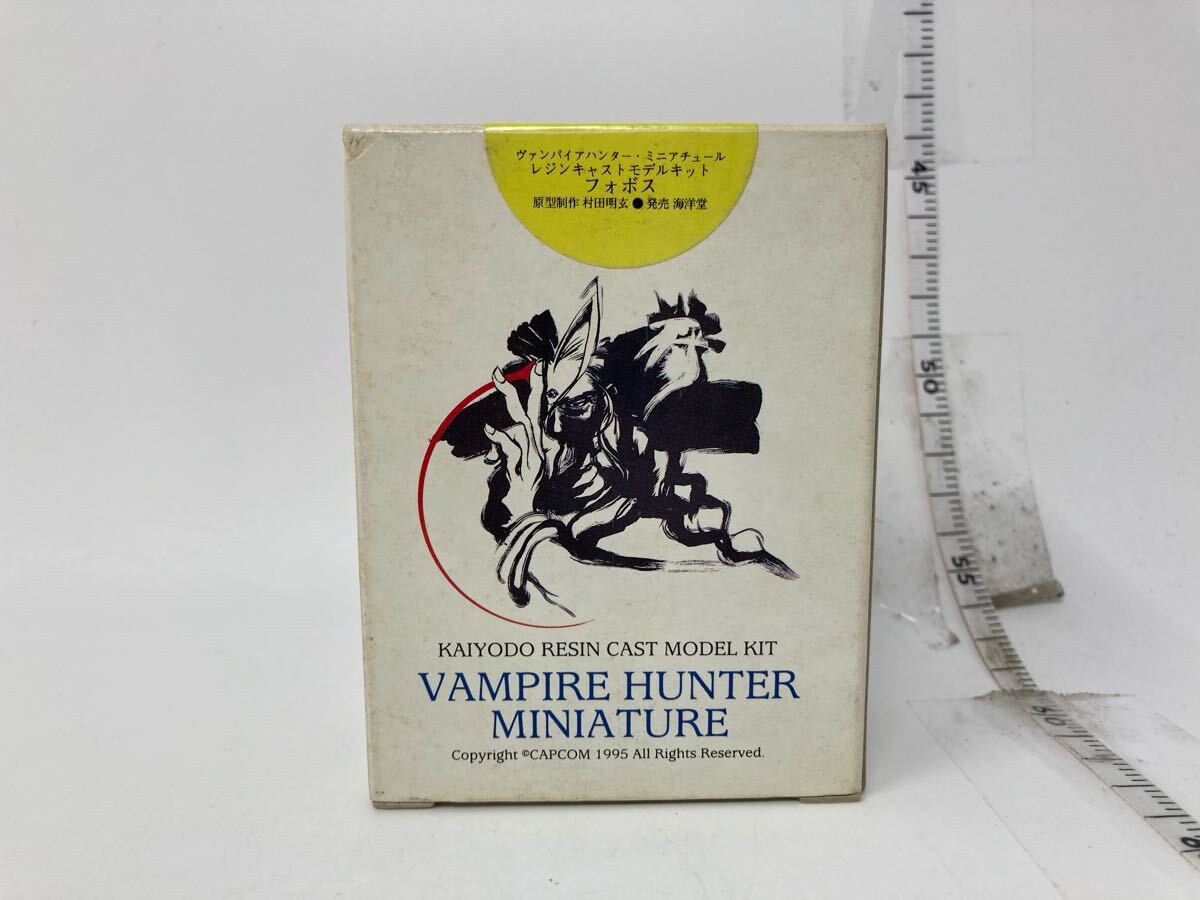 ヴァンパイアハンター・ミニアチュール
レジンキャストモデルキット
フォボス
原型制作 村田明玄 ● 発売 海洋堂
KAIYODO RESIN CAST MODEL KIT
VAMPIRE HUNTER
MINIATURE
Copyright ©CAPCOM 1995 All Rights Reserved.
45
50
55
60